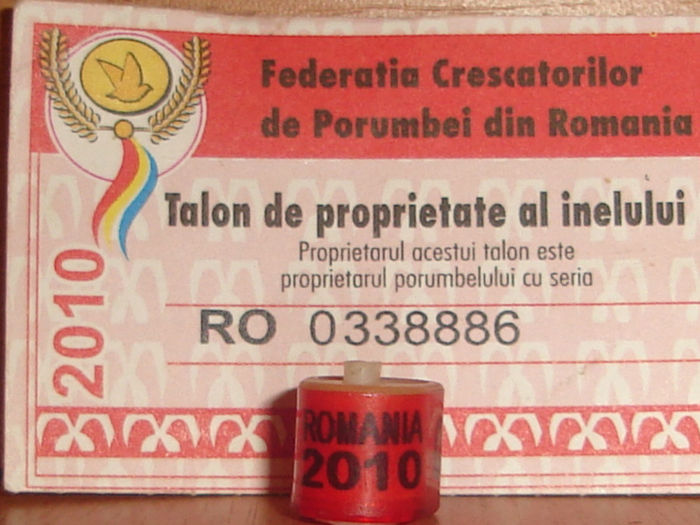 Federatia Crescatorilor
de Porumbei din Romania
Talon de proprietate al inelului
Proprietarul acestui talon este
proprietarul porumbelului cu seria
2010
RO 0338886
ROMANIA
2010